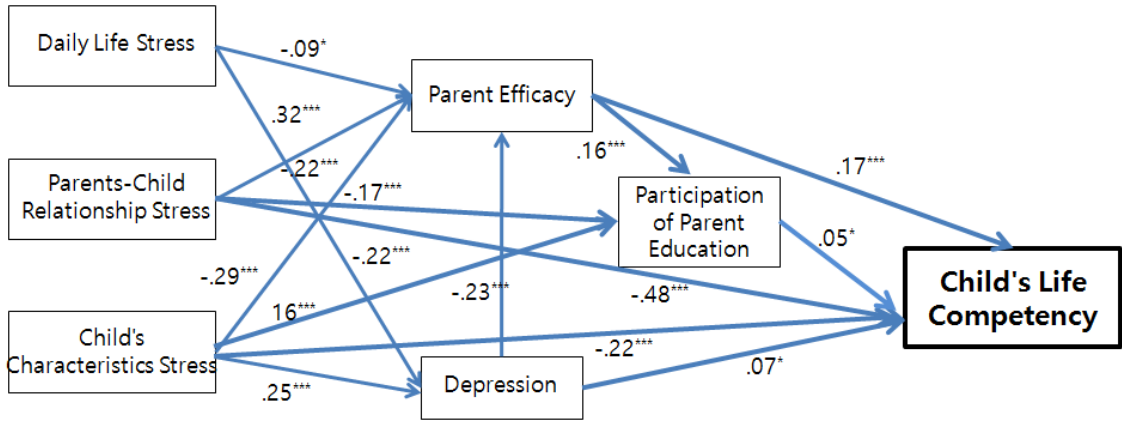 Daily Life Stress
-.09*
Parent Efficacy
.32***
-.22***
.16***
.17***
Parents-Child
Relationship Stress
-.17***
Participation
of Parent
Education
.05*
-.29***
-.22***
-.23***
-.48***
Child's Life
Competency
16***
Child's
Characteristics Stress
-.22***
.25***
Depression
.07*